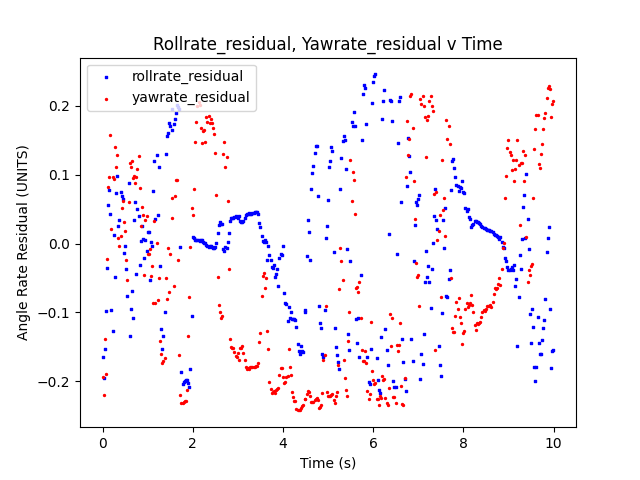 Rollrate_residual, Yawrate_residual v Time
rollrate_residual
yawrate_residual
Angle Rate Residual (UNITS)
0.2
0.1
0.0
−0.1
−0.2
0 2 4 6 8 10
Time (s)